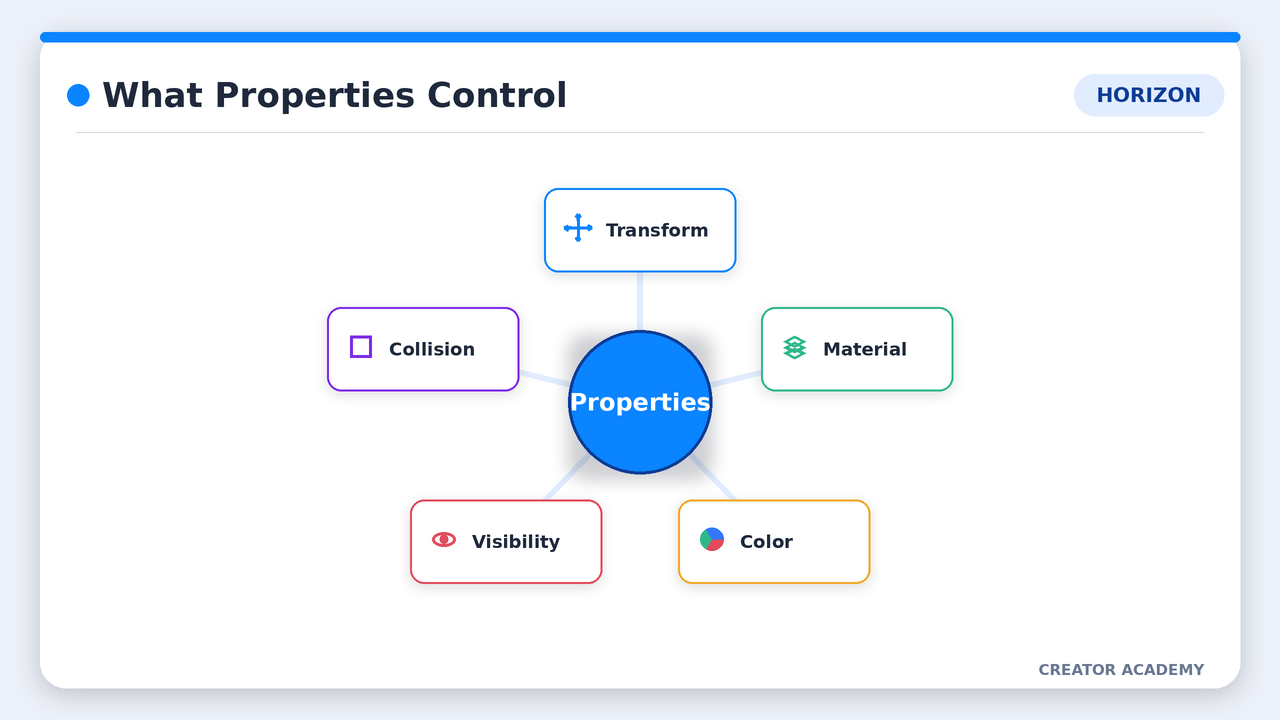 What Properties Control
HORIZON
Transform
Collision
Material
Properties
Visibility
Color
CREATOR ACADEMY